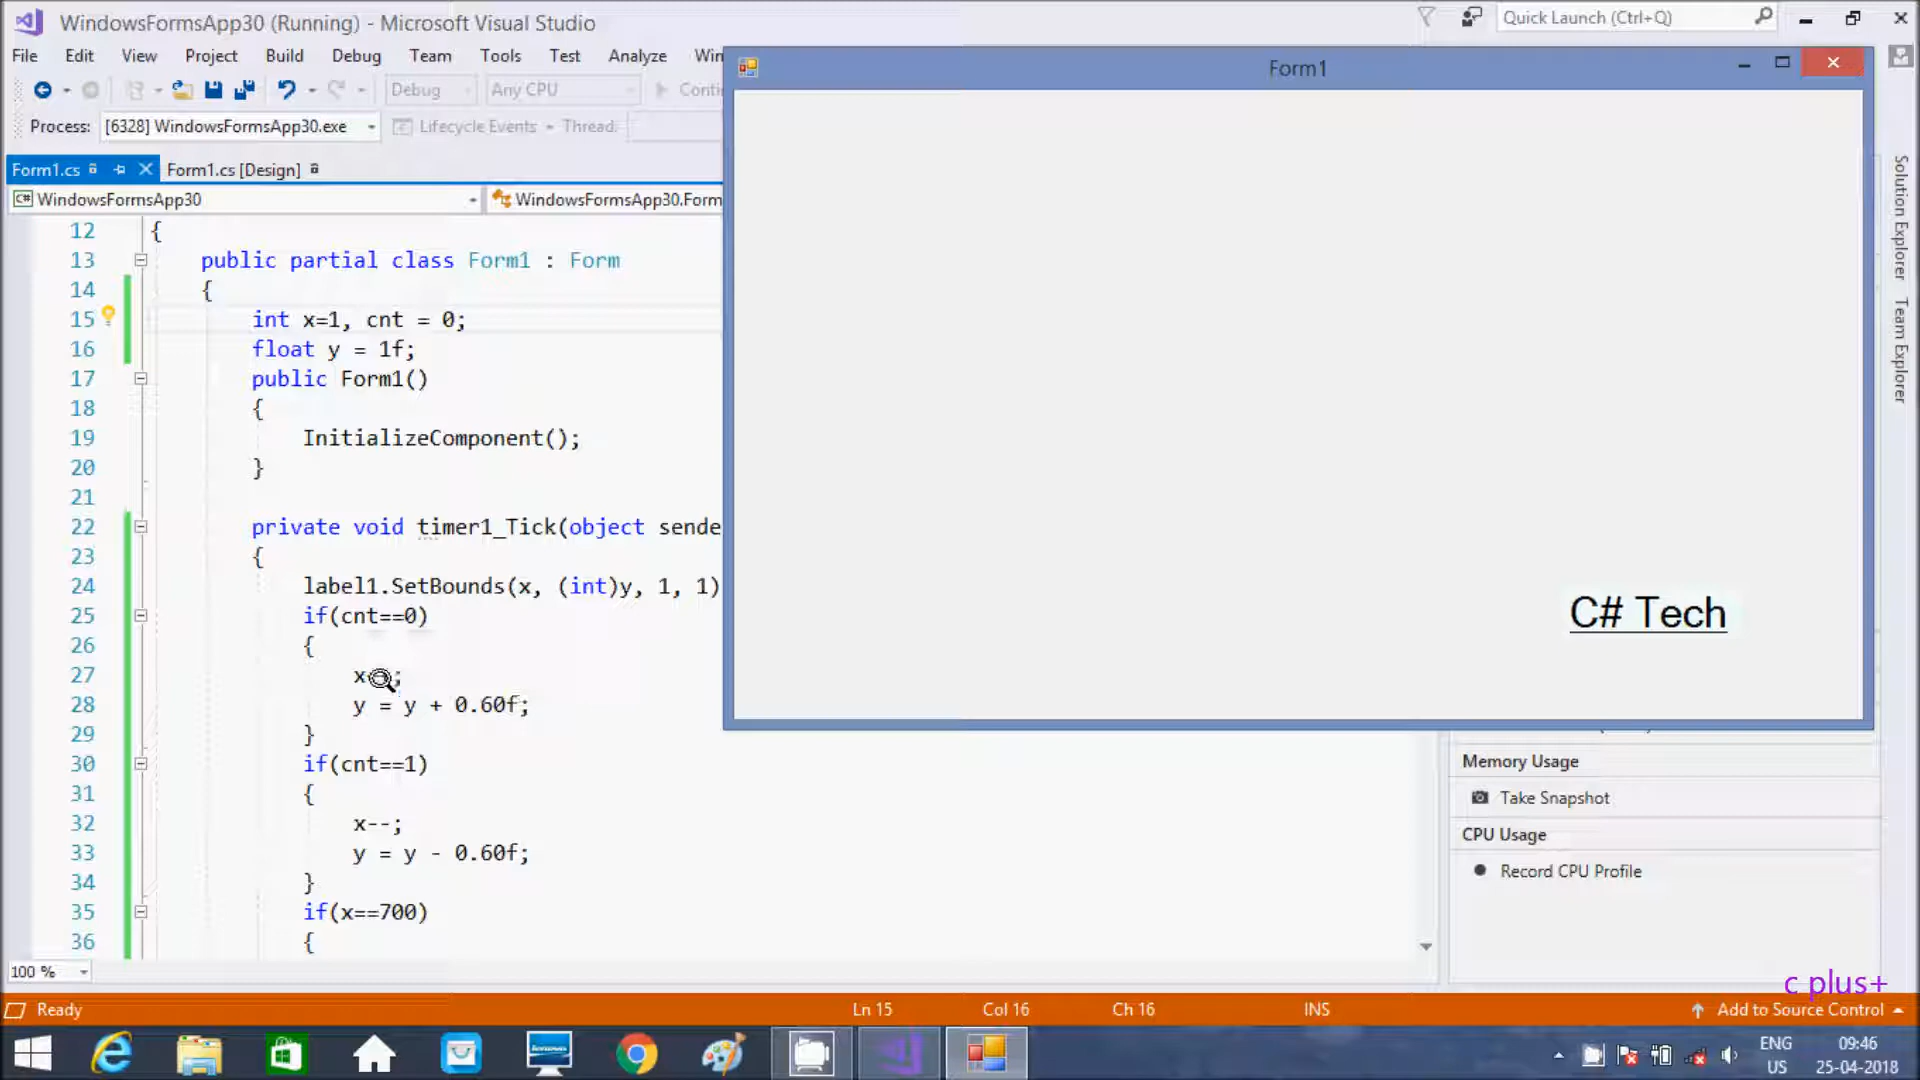 WindowsFormsApp30 (Running) - Microsoft Visual Studio
Quick Launch (Ctrl+Q)
File Edit View Project Build Debug Team Tools Test Analyze Win
Form1
Debug Any CPU Conti
Process: [6328] WindowsFormsApp30.exe Lifecycle Events Thread:
Form1.cs Form1.cs [Design]
WindowsFormsApp30 WindowsFormsApp30.Form
Solution Explorer
Team Explorer
12 {
13 public partial class Form1 : Form
14 {
15 int x=1, cnt = 0;
16 float y = 1f;
17 public Form1()
18 {
19 InitializeComponent();
20 }
21
22 private void timer1_Tick(object sende
23 {
24 label1.SetBounds(x, (int)y, 1, 1)
25 if(cnt==0)
26 {
27 x ;
28 y = y + 0.60f;
29 }
30 if(cnt==1)
31 {
32 x--;
33 y = y - 0.60f;
34 }
35 if(x==700)
36 {
C# Tech
Memory Usage
Take Snapshot
CPU Usage
Record CPU Profile
100 %
c plus+
Ready Ln 15 Col 16 Ch 16 INS Add to Source Control
ENG 09:46
US 25-04-2018